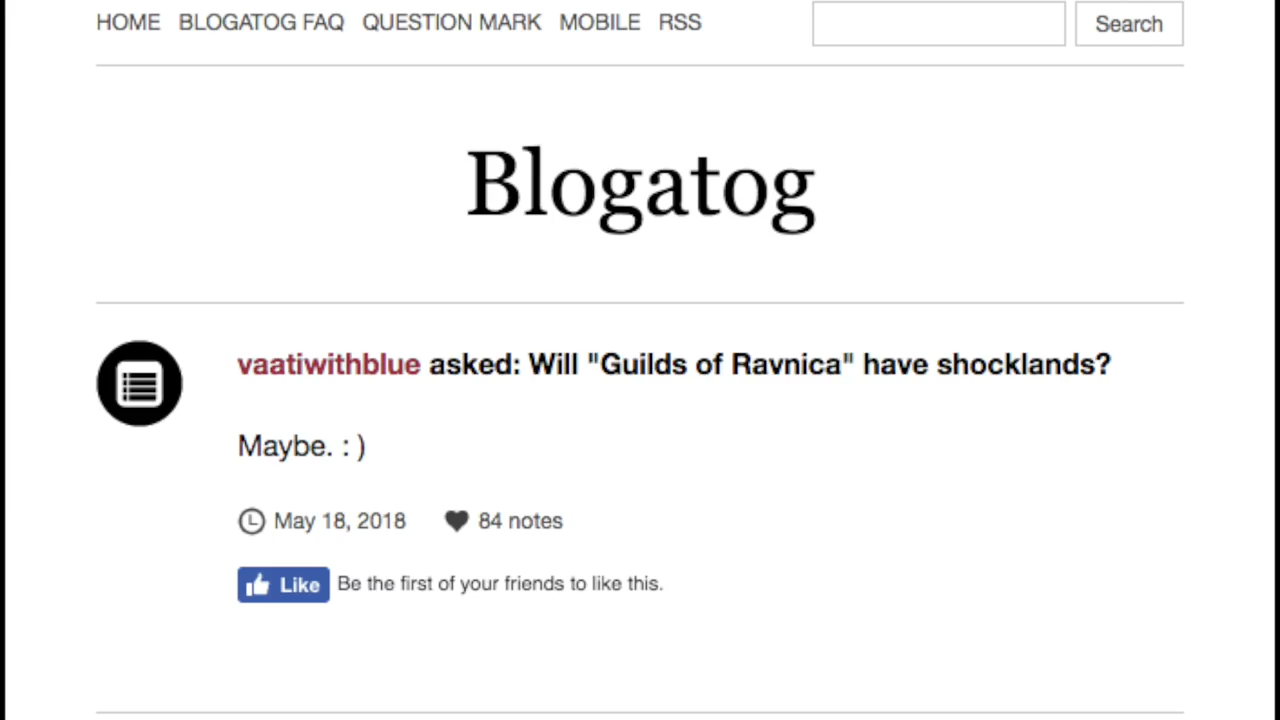 HOME BLOGATOG FAQ QUESTION MARK MOBILE RSS Search
Blogatog
vaatiwithblue asked: Will "Guilds of Ravnica" have shocklands?
Maybe. : )
May 18, 2018 84 notes
Like Be the first of your friends to like this.